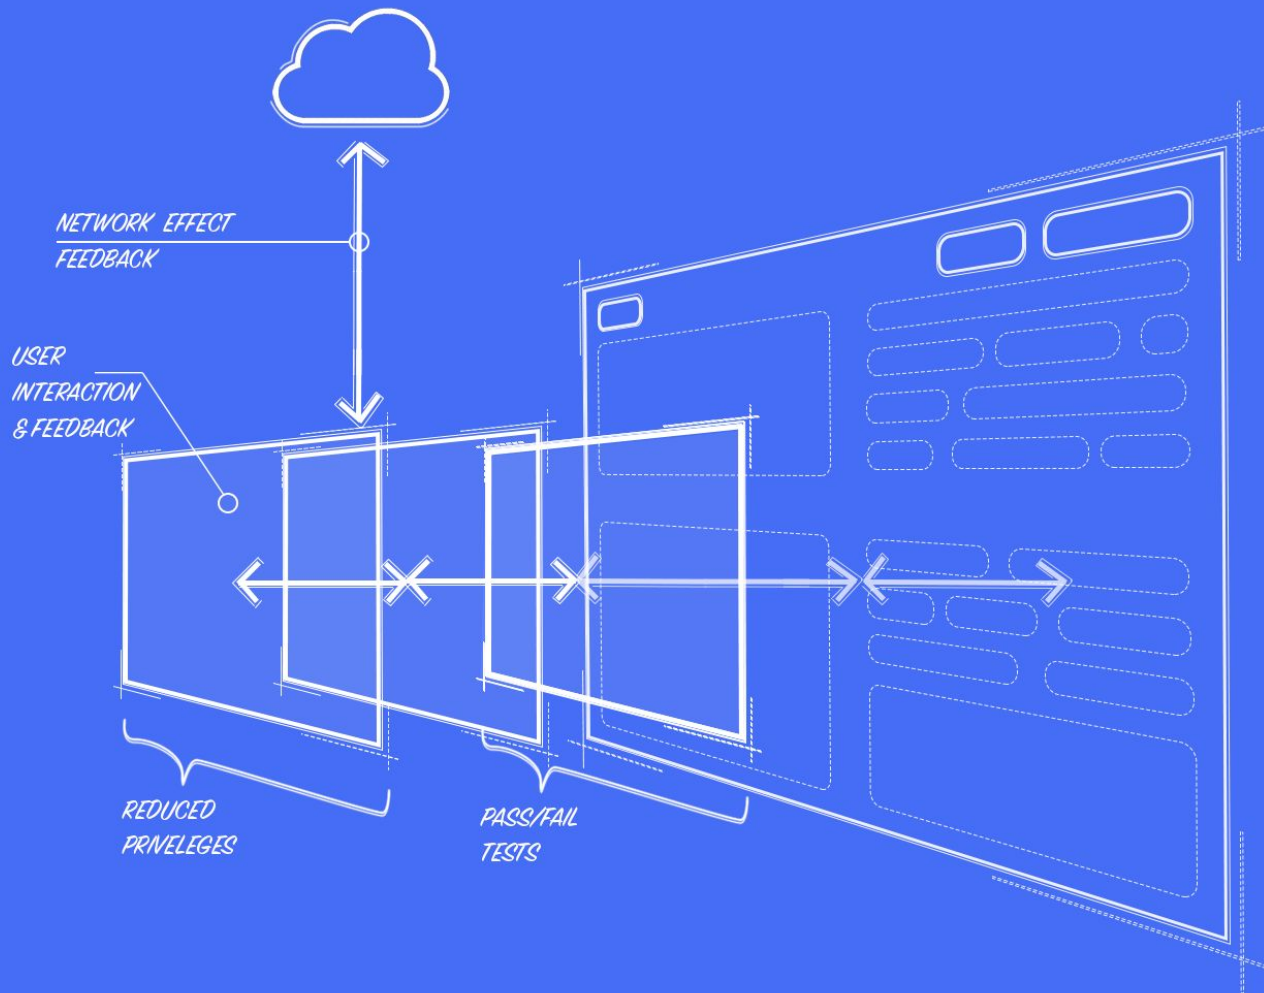 NETWORK EFFECT
FEEDBACK
USER
INTERACTION
& FEEDBACK
REDUCED
PRIVELEGES
PASS/FAIL
TESTS